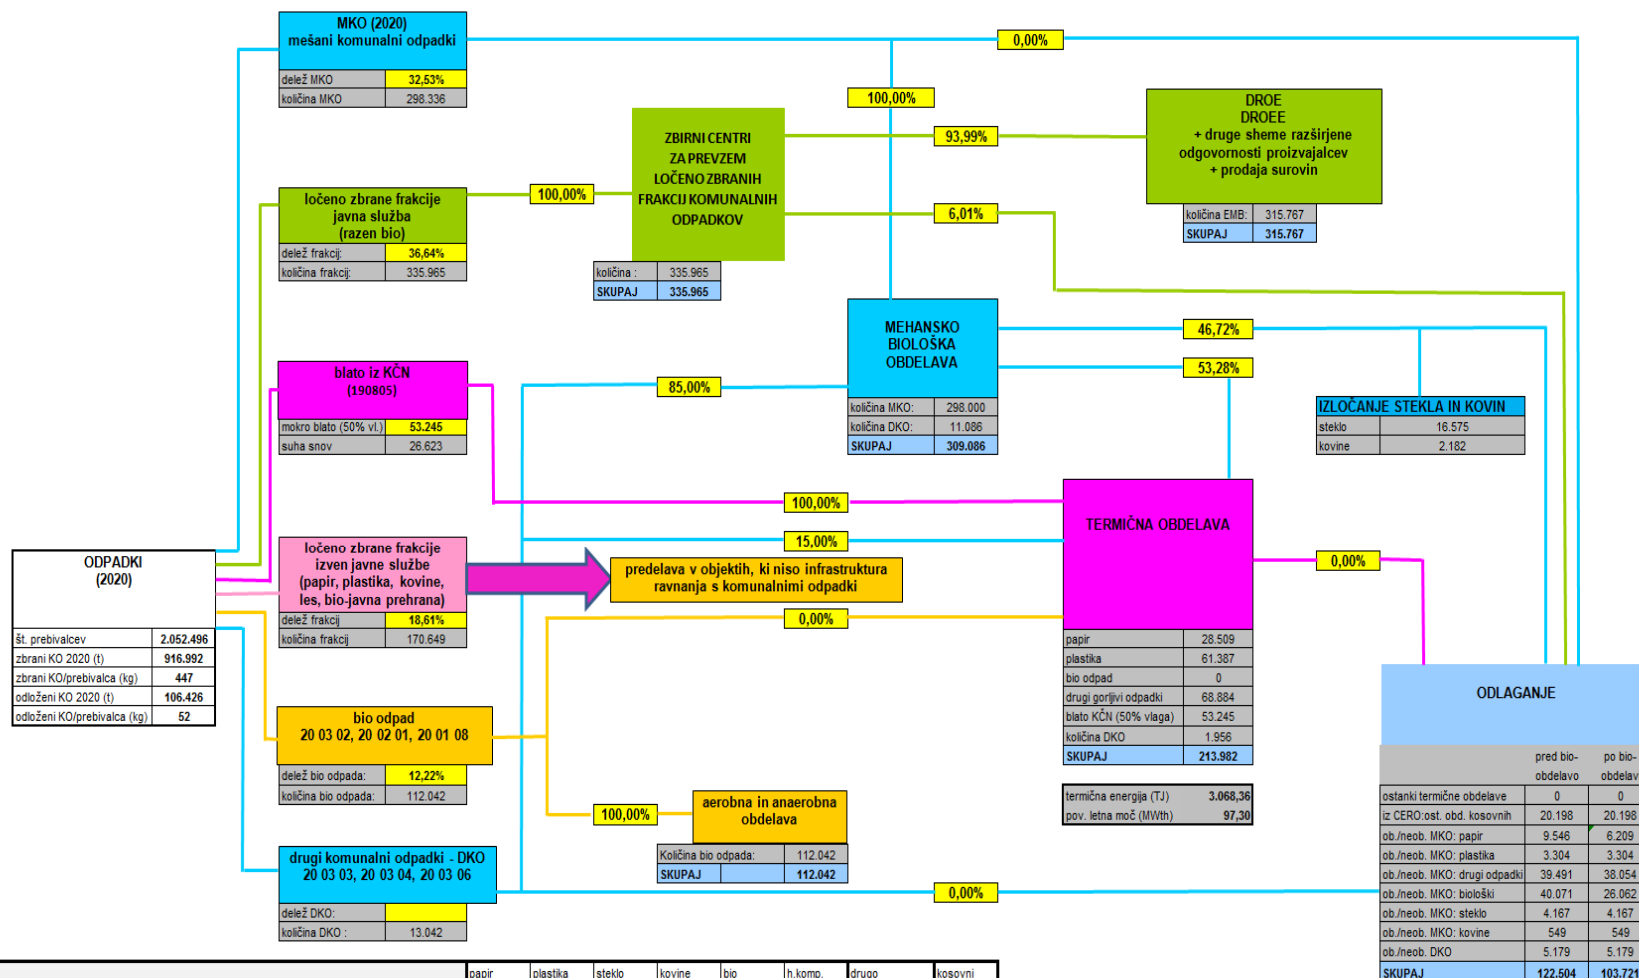 MKO (2020)
mešani komunalni odpadki
delež MKO 32,53%
količina MKO 298.336
0,00%
100,00%
ZBIRNI CENTRI
ZA PREVZEM
LOČENO ZBRANIH
FRAKCIJ KOMUNALNIH
ODPADKOV
količina : 335.965
SKUPAJ 335.965
93,99%
6,01%
DROE
DROEE
+ druge sheme razširjene
odgovornosti proizvajalcev
+ prodaja surovin
količina EMB: 315.767
SKUPAJ 315.767
ločeno zbrane frakcije
javna služba
(razen bio)
delež frakcij: 36,64%
količina frakcij: 335.965
100,00%
MEHANSKO
BIOLOŠKA
OBDELAVA
količina MKO: 298.000
količina DKO: 11.086
SKUPAJ 309.086
46,72%
53,28%
85,00%
IZLOČANJE STEKLA IN KOVIN
steklo 16.575
kovine 2.182
blato iz KČN
(190805)
mokro blato (50% vl.) 53.245
suha snov 26.623
100,00%
15,00%
TERMIČNA OBDELAVA
papir 28.509
plastika 61.387
bio odpad 0
drugi gorljivi odpadki 68.884
blato KČN (50% vlaga) 53.245
količina DKO 1.956
SKUPAJ 213.982
termična energija (TJ) 3.068,36
pov. letna moč (MWth) 97,30
0,00%
ločeno zbrane frakcije
izven javne službe
(papir, plastika, kovine,
les, bio-javna prehrana)
delež frakcij 18,61%
količina frakcij 170.649
predelava v objektih, ki niso infrastruktura
ravnanja s komunalnimi odpadki
0,00%
ODPADKI
(2020)
št. prebivalcev 2.052.496
zbrani KO 2020 (t) 916.992
zbrani KO/prebivalca (kg) 447
odloženi KO 2020 (t) 106.426
odloženi KO/prebivalca (kg) 52
bio odpad
20 03 02, 20 02 01, 20 01 08
delež bio odpada: 12,22%
količina bio odpada: 112.042
100,00%
aerobna in anaerobna
obdelava
Količina bio odpada: 112.042
SKUPAJ 112.042
drugi komunalni odpadki - DKO
20 03 03, 20 03 04, 20 03 06
delež DKO:
količina DKO : 13.042
0,00%
ODLAGANJE
pred bio- po bio-
obdelavo obdelav
ostanki termične obdelave 0 0
iz CERO:ost. obd. kosovnih 20.198 20.198
ob./neob. MKO: papir 9.546 6.209
ob./neob. MKO: plastika 3.304 3.304
ob./neob. MKO: drugi odpadki 39.491 38.054
ob./neob. MKO: biološki 40.071 26.062
ob./neob. MKO: steklo 4.167 4.167
ob./neob. MKO: kovine 549 549
ob./neob. DKO 5.179 5.179
SKUPAJ 122.504 103.721
papir plastika steklo kovine bio h.komp. drugo kosovni